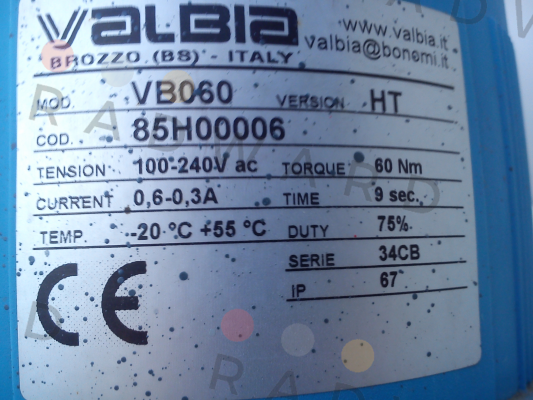 VALBIA
www.valbia.it
BROZZO (BS) - ITALY
valbia@bonomi.it
MOD. VB060 VERSION HT
COD. 85H00006
TENSION 100-240V ac TORQUE 60 Nm
CURRENT 0,6-0,3A TIME 9 sec.
TEMP. -20 °C +55 °C DUTY 75%
SERIE 34CB
IP 67
CE
RADWARD